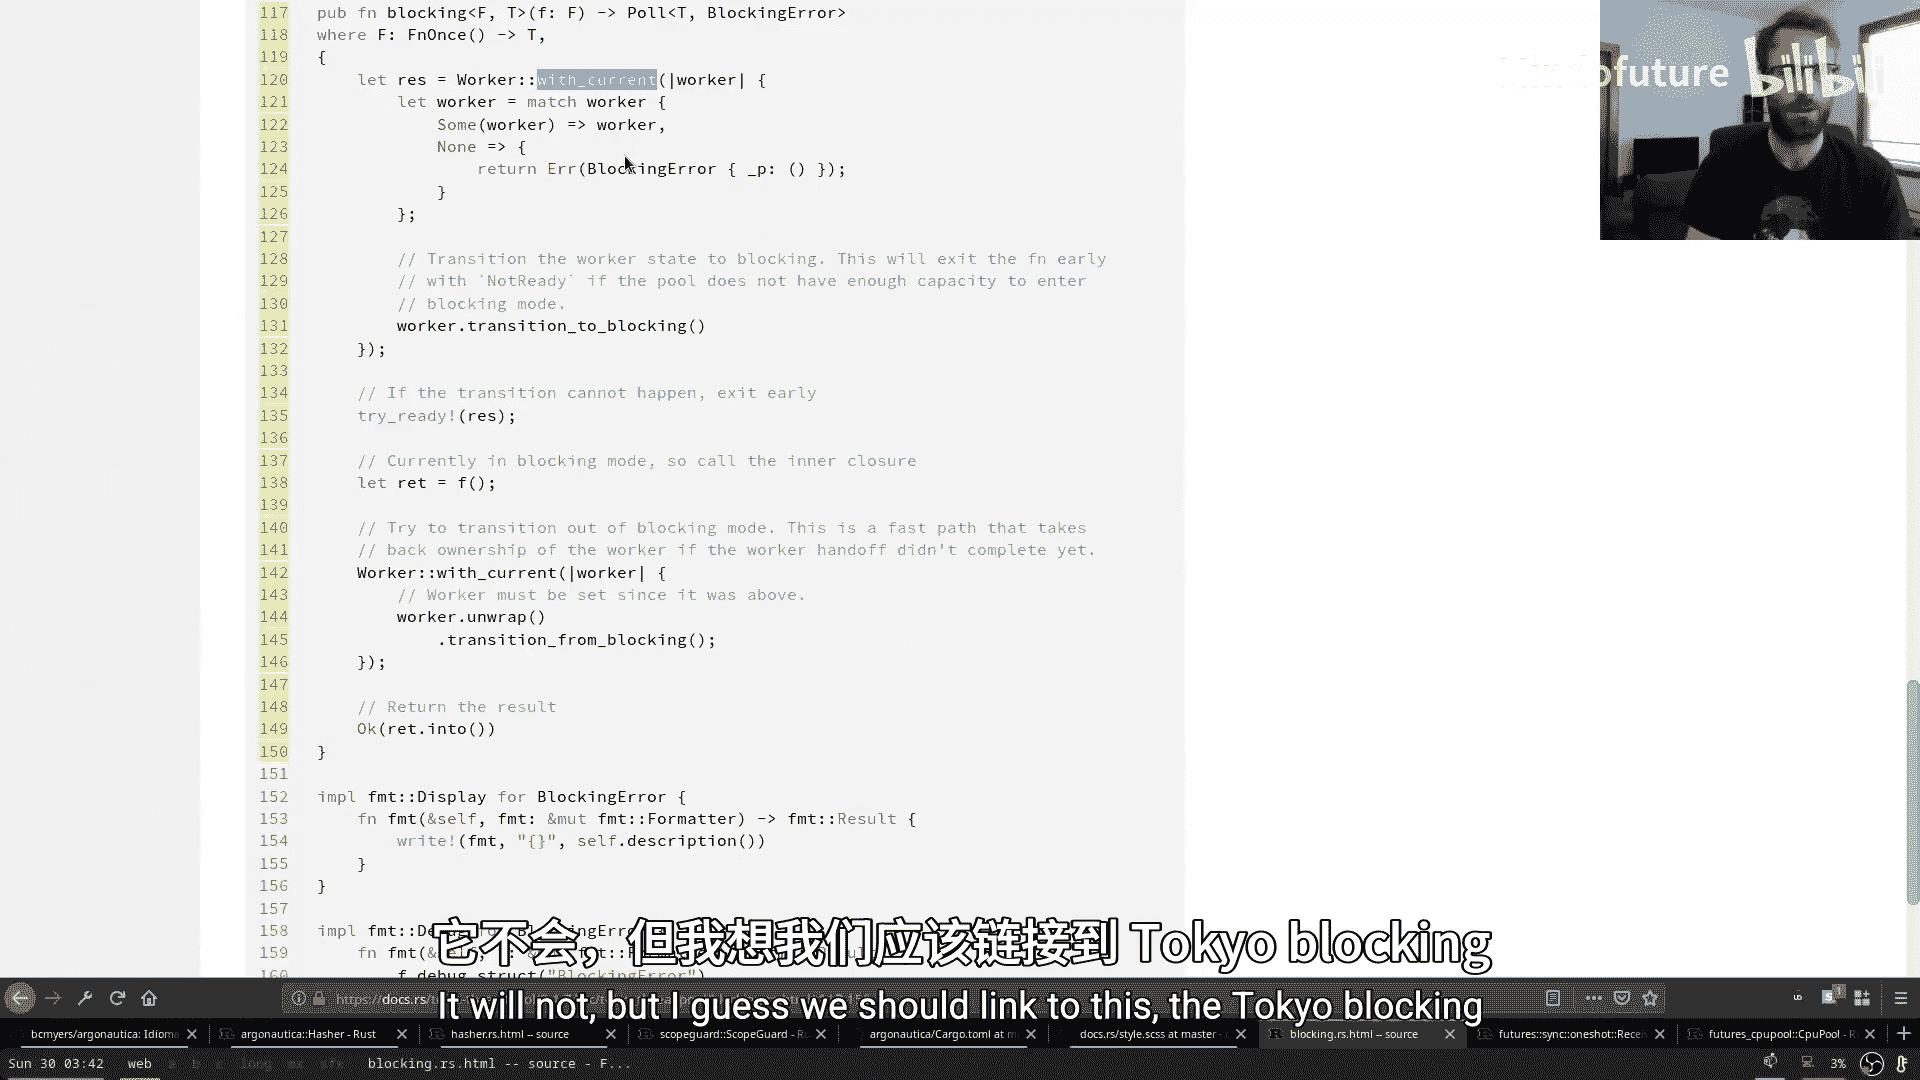 117 pub fn blocking<F, T>(f: F) -> Poll<T, BlockingError>
118 where F: FnOnce() -> T,
119 {
120 let res = Worker::with_current(|worker| {
121 let worker = match worker {
122 Some(worker) => worker,
123 None => {
124 return Err(BlockingError { _p: () });
125 }
126 };
127
128 // Transition the worker state to blocking. This will exit the fn early
129 // with `NotReady` if the pool does not have enough capacity to enter
130 // blocking mode.
131 worker.transition_to_blocking()
132 });
133
134 // If the transition cannot happen, exit early
135 try_ready!(res);
136
137 // Currently in blocking mode, so call the inner closure
138 let ret = f();
139
140 // Try to transition out of blocking mode. This is a fast path that takes
141 // back ownership of the worker if the worker handoff didn't complete yet.
142 Worker::with_current(|worker| {
143 // Worker must be set since it was above.
144 worker.unwrap()
145 .transition_from_blocking();
146 });
147
148 // Return the result
149 Ok(ret.into())
150 }
151
152 impl fmt::Display for BlockingError {
153 fn fmt(&self, fmt: &mut fmt::Formatter) -> fmt::Result {
154 write!(fmt, "{}", self.description())
155 }
156 }
157
158 impl fmt::
159 fn fmt(
160 f.debug_struct("BlockingError")
ofuture bilibili
它不会，但我想我们应该链接到 Tokyo blocking
It will not, but I guess we should link to this, the Tokyo blocking
https://docs.rs/
bcmyers/argonautica: Idioma
argonautica::Hasher - Rust
hasher.rs.html -- source
scopeguard::ScopeGuard - R
argonautica/Cargo.toml at m
docs.rs/style.scss at master
blocking.rs.html -- source
futures::sync::oneshot::Rece
futures_cpupool::CpuPool - R
Sun 30 03:42 web blocking.rs.html -- source - F... 3%